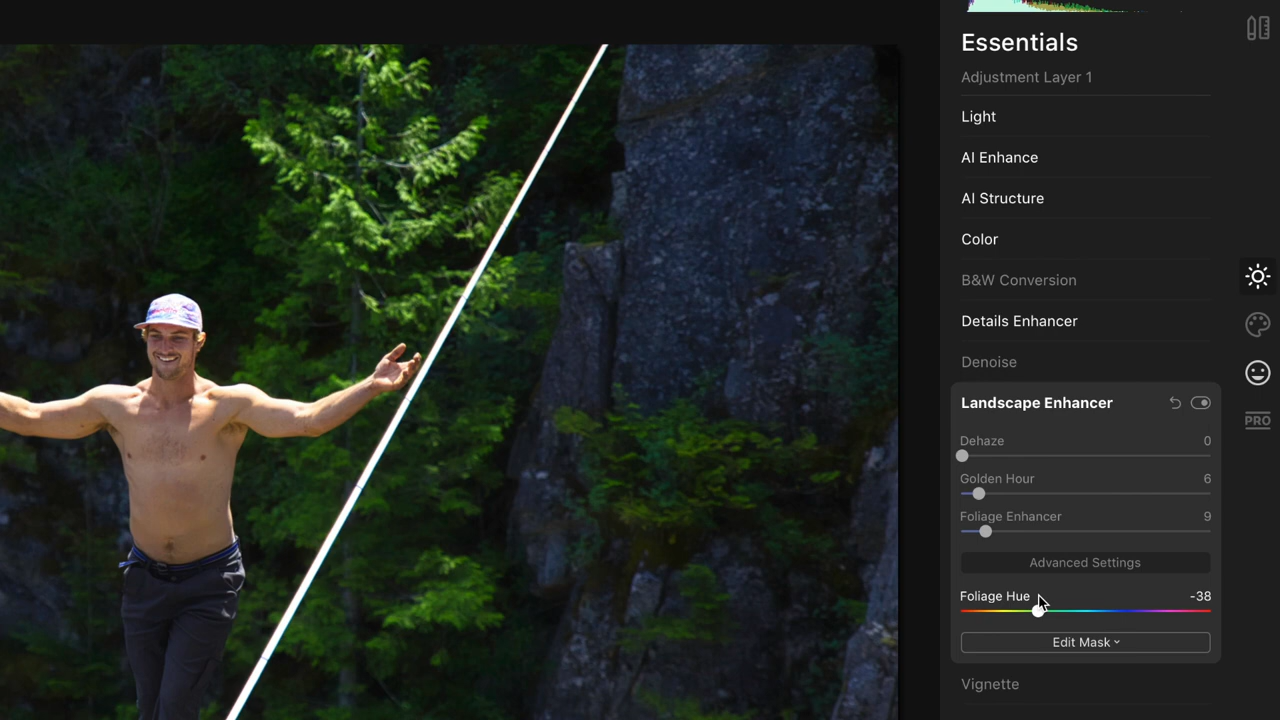 Essentials
Adjustment Layer 1
Light
AI Enhance
AI Structure
Color
B&W Conversion
Details Enhancer
Denoise
Landscape Enhancer
Dehaze 0
Golden Hour 6
Foliage Enhancer 9
Advanced Settings
Foliage Hue -38
Edit Mask
Vignette
PRO